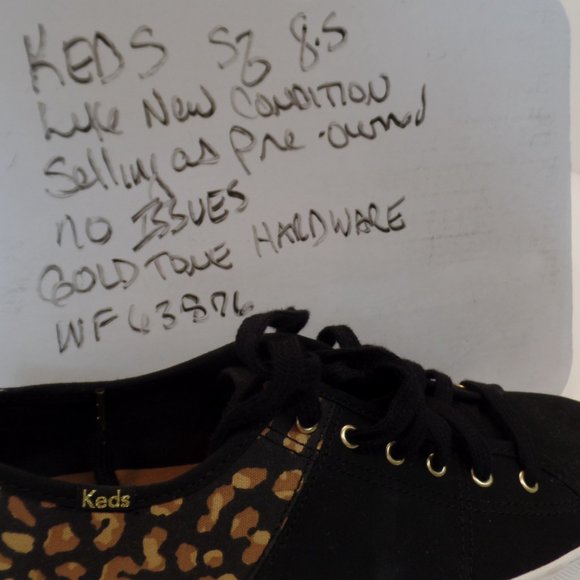 KEDS SZ 8.5
Like New CONDITION
Selling as Pre-owned
no ISSUES
GOLD TONE HARDWARE
WF63876
Keds